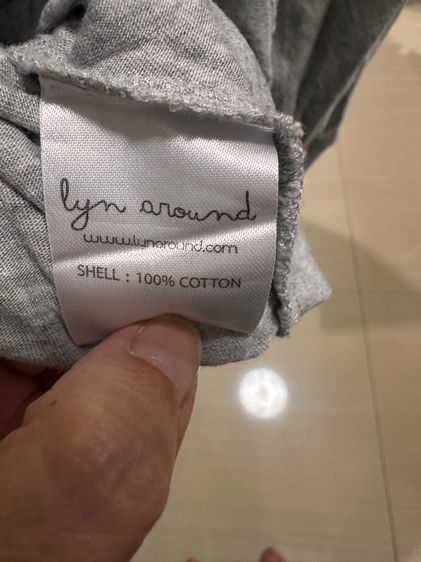 lyn around
www.lynaround.com
SHELL : 100% COTTON